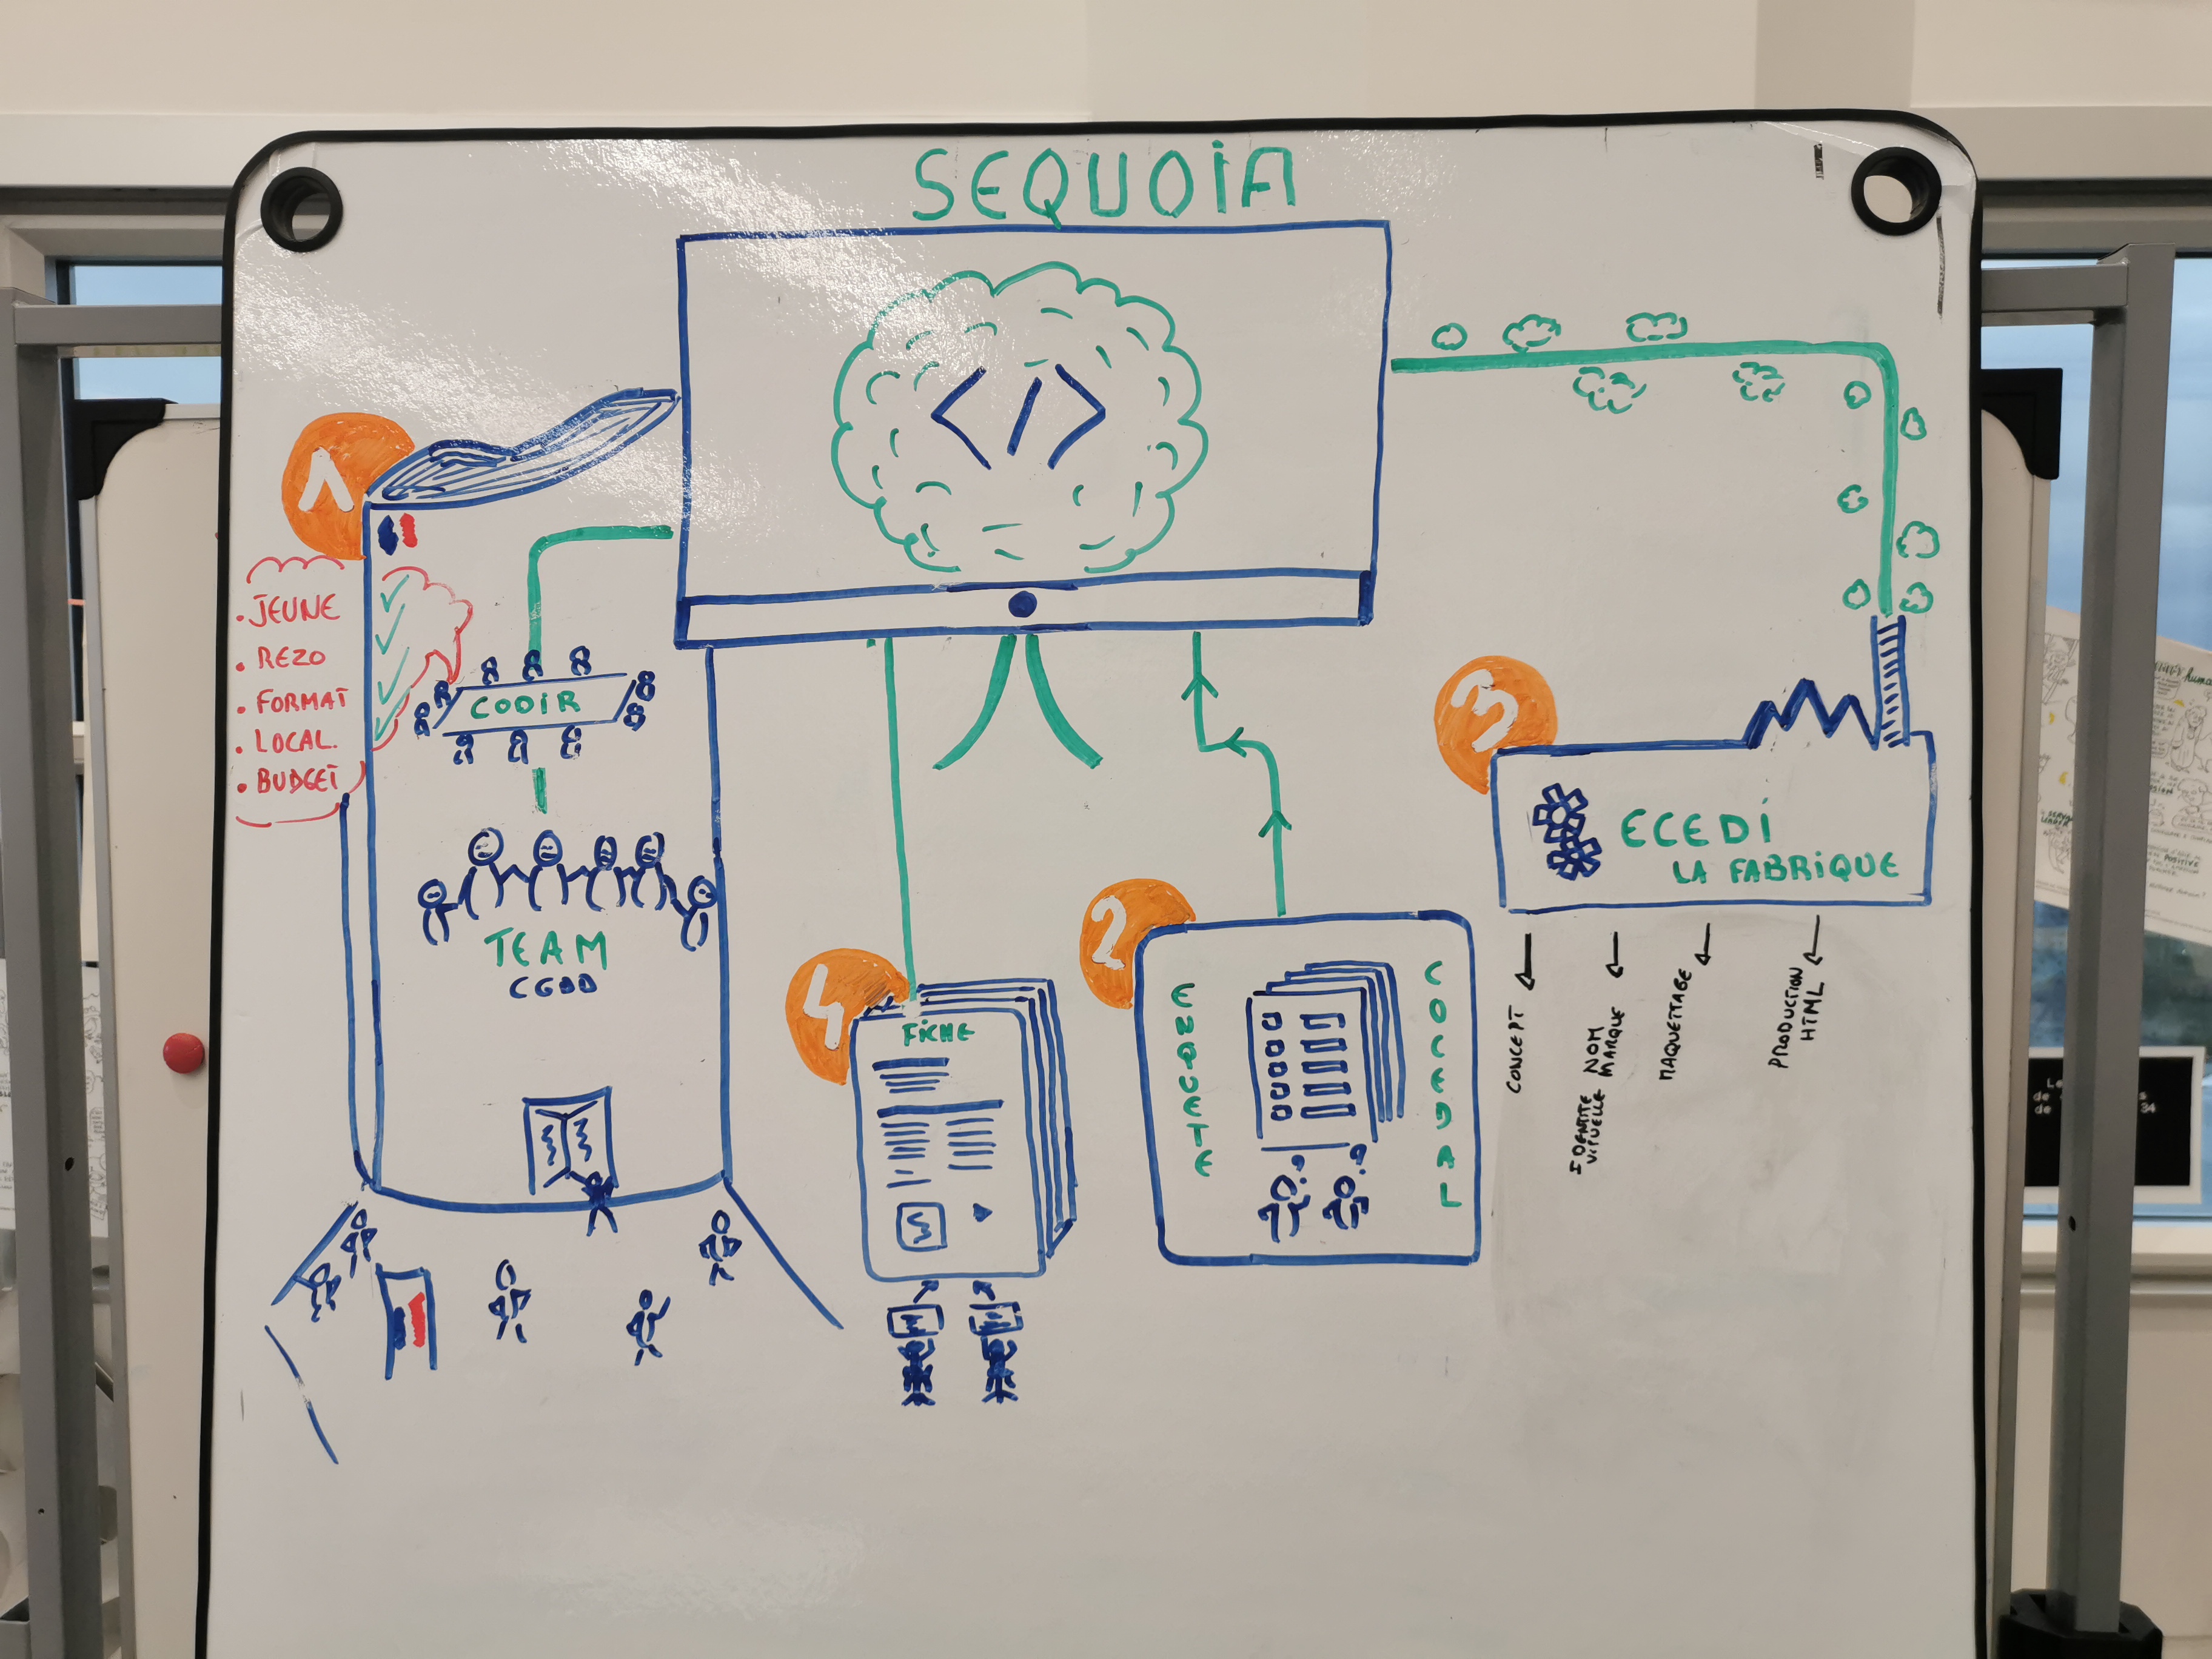 SEQUOiA
</>
1
• JEUNE
• REZO
• FORMAT
• LOCAL.
• BUDGET
CODiR
TEAM
CGDD
4
FiCHE
2
ENQUETE
COCEDAL
3
ECEDi
LA FABRiQUE
CONCEPT
IDENTITE NOM
VISUELLE MARQUE
MAQUETTAGE
PRODUCTION
HTML